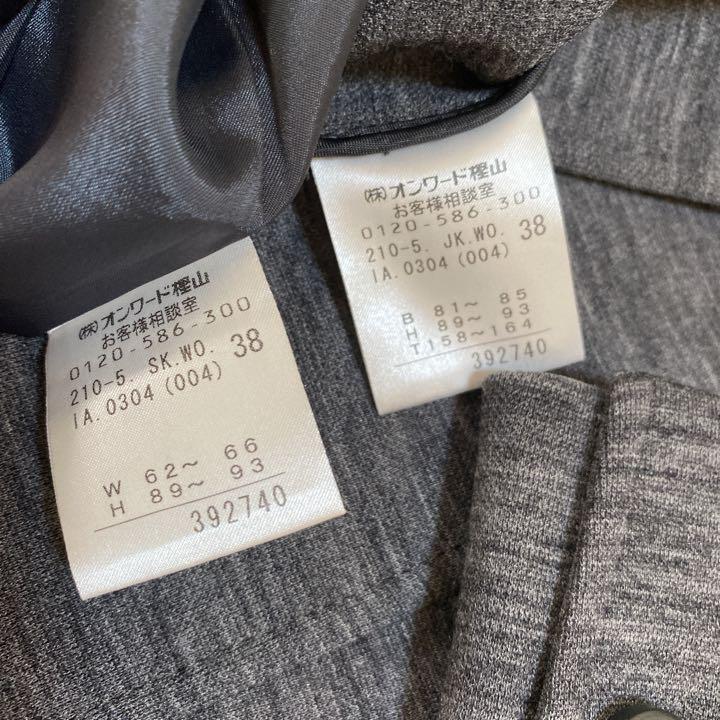 (株)オンワード樫山
お客様相談室
0120-586-300
210-5. SK.WO. 38
IA.0304 (004)
W 62～ 66
H 89～ 93
392740
(株)オンワード樫山
お客様相談室
0120-586-300
210-5. JK.WO. 38
IA.0304 (004)
B 81～ 85
H 89～ 93
T158～164
392740